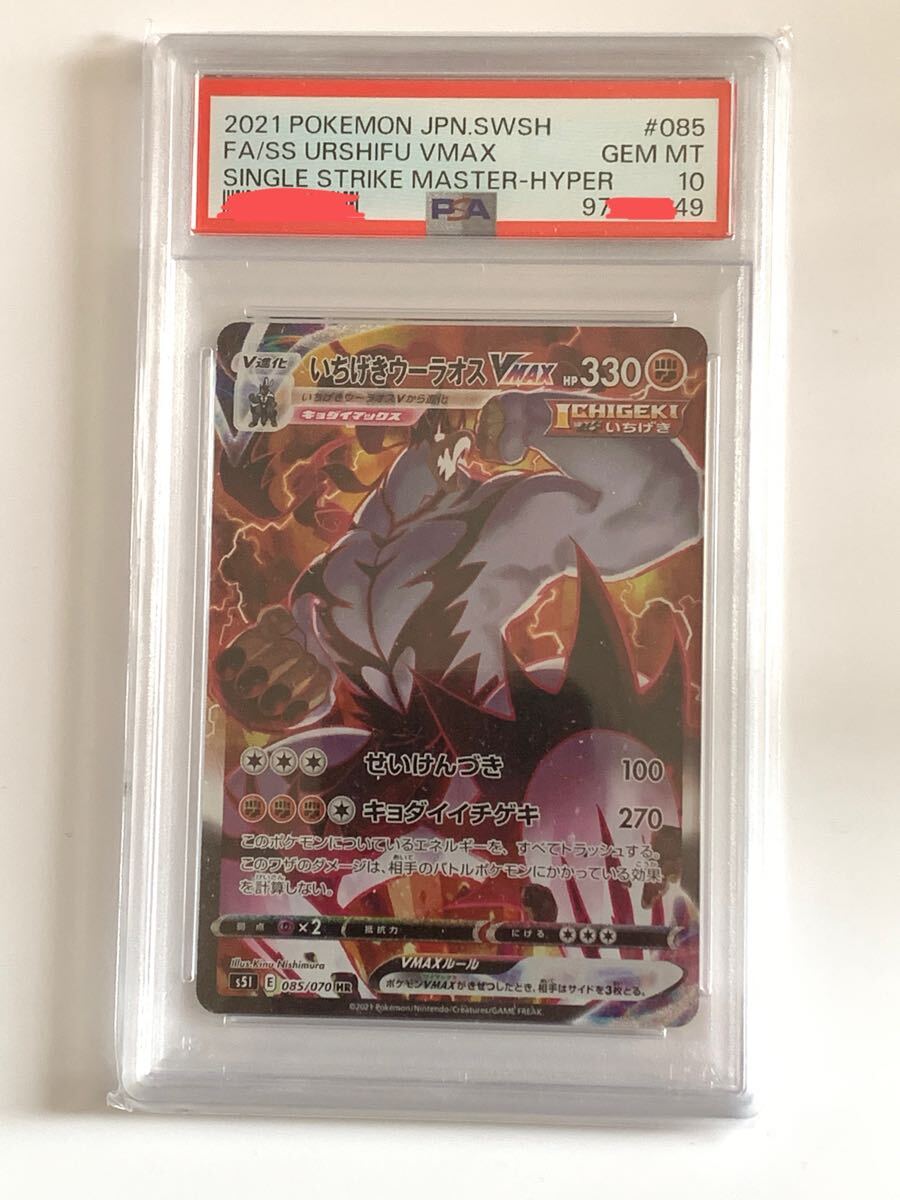 2021 POKEMON JPN.SWSH #085
FA/SS URSHIFU VMAX GEM MT
SINGLE STRIKE MASTER-HYPER 10
PSA 97 49
V進化 いちげきウーラオスVMAX HP330
いちげきウーラオスVから進化
キョダイマックス
ICHIGEKI
いちげき
せいけんづき 100
キョダイイチゲキ 270
このポケモンについているエネルギーを、すべてトラッシュする。
このワザのダメージは、相手のバトルポケモンにかかっている効果
を計算しない。
弱点 ×2 抵抗力 にげる
Illus.Kinu Nishimura
VMAXルール
s5I E 085/070 HR
ポケモンVMAXがきぜつしたとき、相手はサイドを3枚とる。
©2021 Pokémon/Nintendo/Creatures/GAME FREAK.